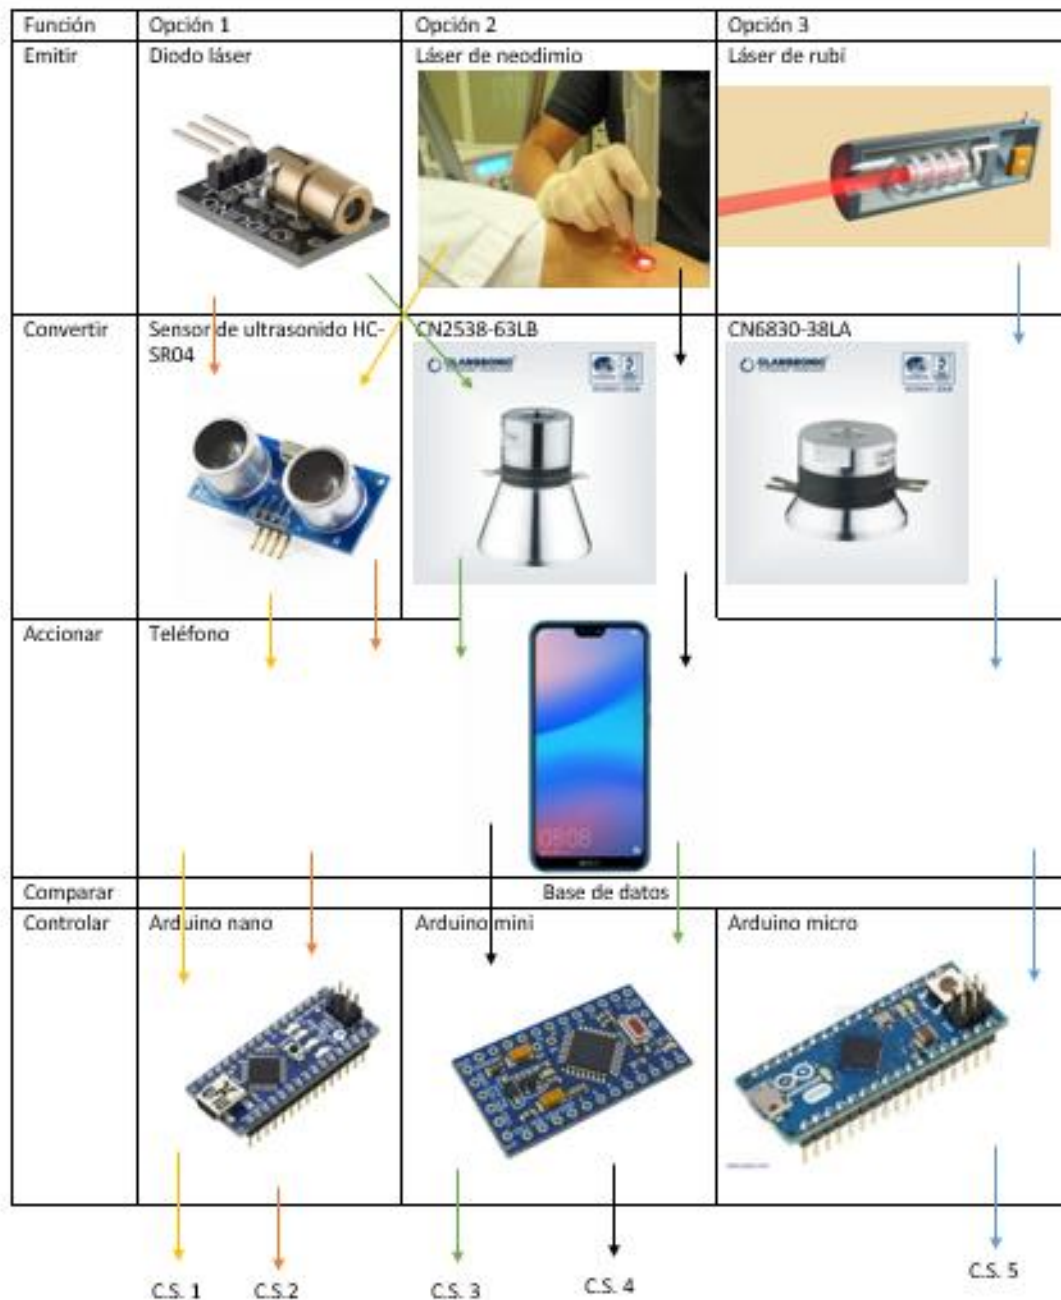 Función Opción 1 Opción 2 Opción 3
Emitir Diodo láser Láser de neodimio Láser de rubí
Convertir Sensor de ultrasonido HC-
SR04
CN2538-63LB CN6830-38LA
Accionar Teléfono
08:08
Comparar Base de datos
Controlar Arduino nano Arduino mini Arduino micro
C.S. 1 C.S.2 C.S. 3 C.S. 4 C.S. 5